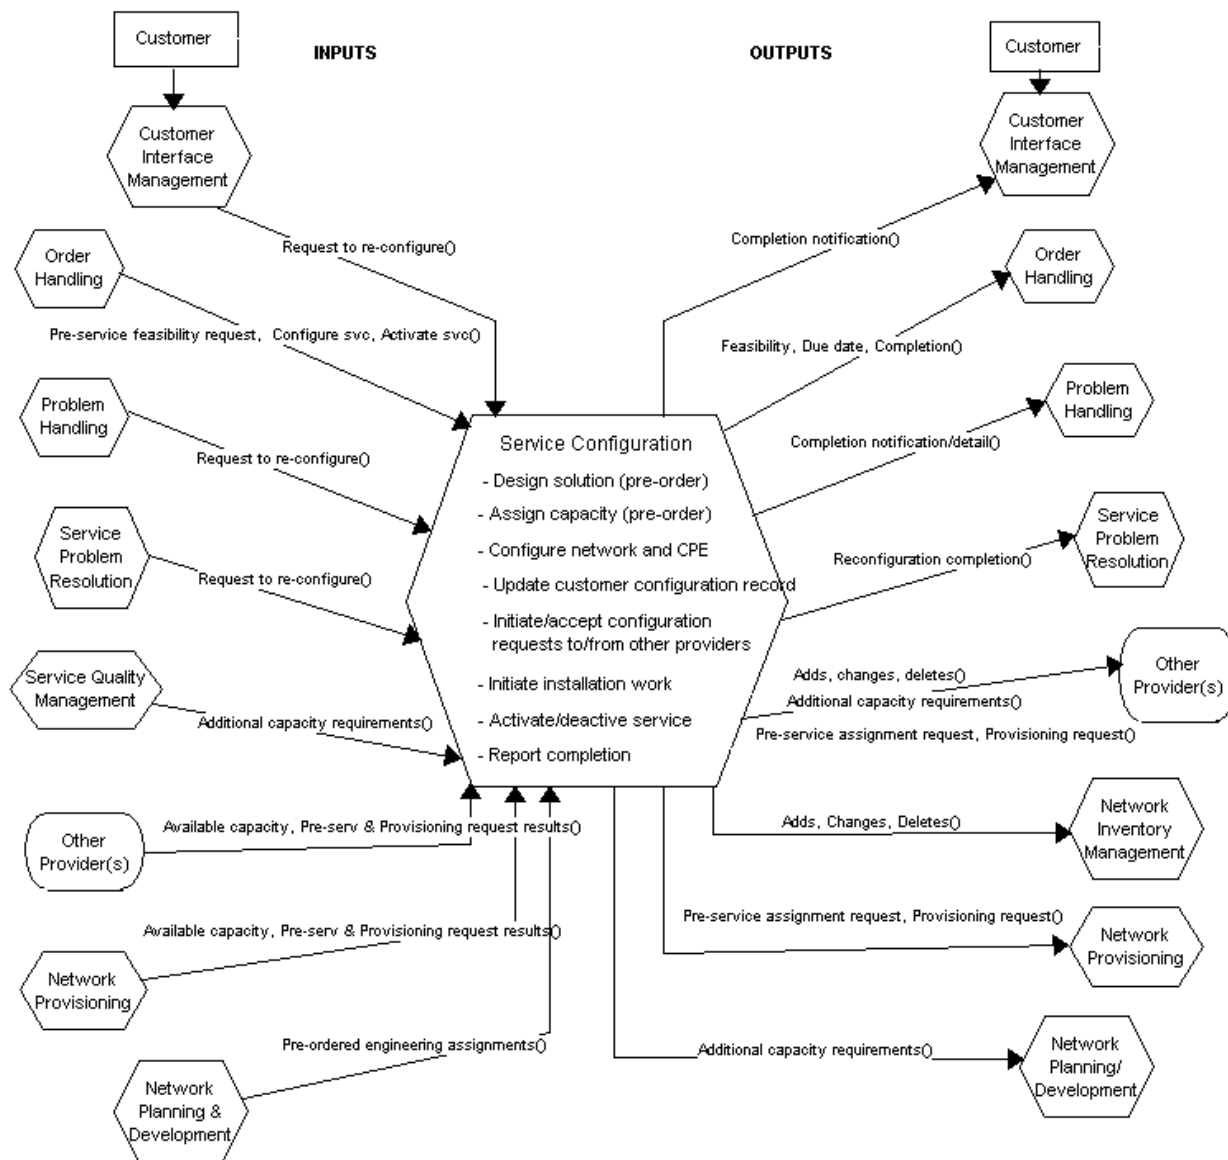 Customer
INPUTS
OUTPUTS
Customer
Customer
Interface
Management
Customer
Interface
Management
Request to re-configure()
Completion notification()
Order
Handling
Order
Handling
Pre-service feasibility request, Configure svc, Activate svc()
Feasibility, Due date, Completion()
Problem
Handling
Problem
Handling
Request to re-configure()
Completion notification/detail()
Service Configuration
- Design solution (pre-order)
- Assign capacity (pre-order)
- Configure network and CPE
- Update customer configuration record
- Initiate/accept configuration
requests to/from other providers
- Initiate installation work
- Activate/deactive service
- Report completion
Service
Problem
Resolution
Request to re-configure()
Service
Problem
Resolution
Reconfiguration completion()
Service Quality
Management
Additional capacity requirements()
Other
Provider(s)
Adds, changes, deletes()
Additional capacity requirements()
Pre-service assignment request, Provisioning request()
Other
Provider(s)
Available capacity, Pre-serv & Provisioning request results()
Adds, Changes, Deletes()
Network
Inventory
Management
Available capacity, Pre-serv & Provisioning request results()
Network
Provisioning
Pre-service assignment request, Provisioning request()
Network
Provisioning
Pre-ordered engineering assignments()
Network
Planning &
Development
Additional capacity requirements()
Network
Planning/
Development